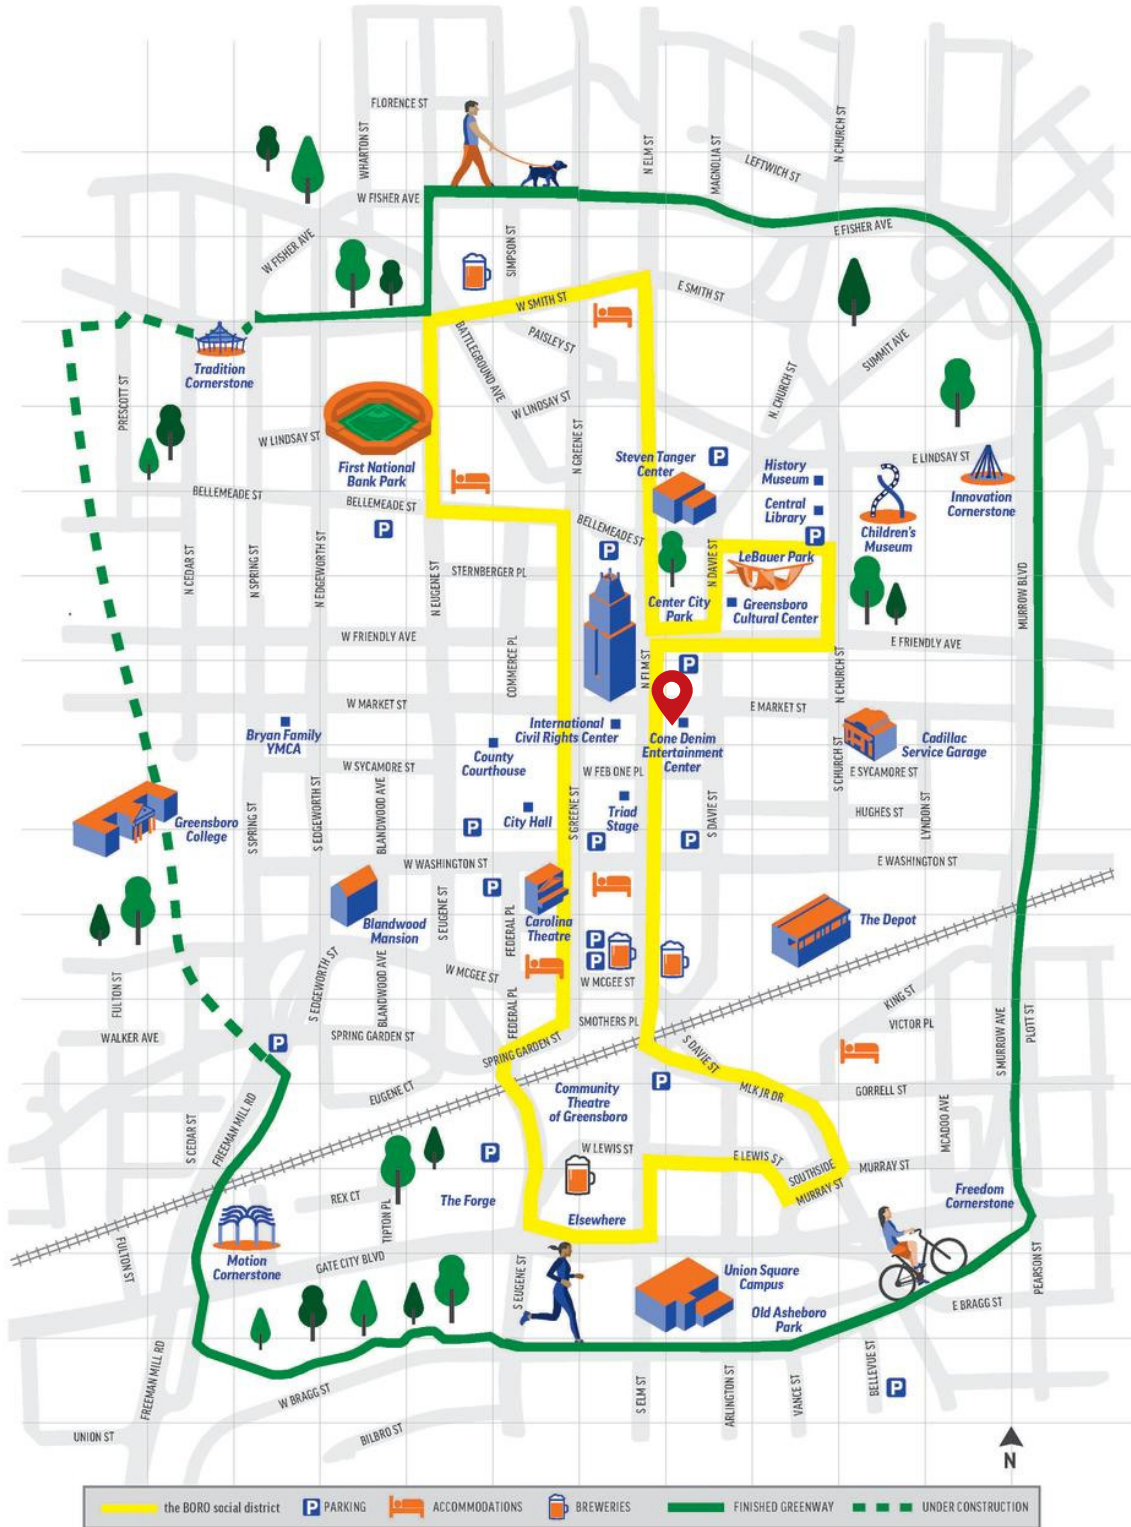 FLORENCE ST
WHARTON ST
N ELM ST
MAGNOLIA ST
LEFTWICH ST
N CHURCH ST
W FISHER AVE
E FISHER AVE
W FISHER AVE
SIMPSON ST
W SMITH ST
E SMITH ST
PAISLEY ST
BATTLEGROUND AVE
SUMMIT AVE
N. CHURCH ST
Tradition
Cornerstone
PRESCOTT ST
W LINDSAY ST
W LINDSAY ST
N GREENE ST
First National
Bank Park
Steven Tanger
Center
P
History
Museum
E LINDSAY ST
Central
Library
Innovation
Cornerstone
BELLEMEADE ST
BELLEMEADE ST
BELLEMEADE ST
P
P
P
Children's
Museum
LeBauer Park
N CEDAR ST
N SPRING ST
N EDGEWORTH ST
N EUGENE ST
STERNBERGER PL
N DAVIE ST
MURROW BLVD
Center City
Park
Greensboro
Cultural Center
W FRIENDLY AVE
E FRIENDLY AVE
COMMERCE PL
N ELM ST
P
N CHURCH ST
W MARKET ST
E MARKET ST
Bryan Family
YMCA
International
Civil Rights Center
Cone Denim
Entertainment
Center
Cadillac
Service Garage
County
Courthouse
W SYCAMORE ST
W FEB ONE PL
S CHURCH ST
E SYCAMORE ST
Greensboro
College
S SPRING ST
S EDGEWORTH ST
BLANDWOOD AVE
City Hall
S GREENE ST
Triad
Stage
S DAVIE ST
HUGHES ST
LYNDON ST
P
P
P
W WASHINGTON ST
E WASHINGTON ST
P
S EUGENE ST
FEDERAL PL
Blandwood
Mansion
Carolina
Theatre
The Depot
P
P
W MCGEE ST
W MCGEE ST
FULTON ST
S EDGEWORTH ST
BLANDWOOD AVE
FEDERAL PL
KING ST
VICTOR PL
WALKER AVE
SPRING GARDEN ST
SPRING GARDEN ST
SMOTHERS PL
P
S DAVIE ST
S MURROW AVE
PLOTT ST
EUGENE CT
Community
Theatre
of Greensboro
P
MLK JR DR
GORRELL ST
S CEDAR ST
FREEMAN MILL RD
MCADOO AVE
P
W LEWIS ST
E LEWIS ST
SOUTHSIDE
MURRAY ST
MURRAY ST
REX CT
TIPTON PL
The Forge
Elsewhere
Freedom
Cornerstone
Motion
Cornerstone
FULTON ST
GATE CITY BLVD
S EUGENE ST
Union Square
Campus
PEARSON ST
Old Asheboro
Park
E BRAGG ST
FREEMAN MILL RD
W BRAGG ST
S ELM ST
ARLINGTON ST
VANCE ST
BELLEVUE ST
P
UNION ST
BILBRO ST
N
the BORO social district
P PARKING
ACCOMMODATIONS
BREWERIES
FINISHED GREENWAY
UNDER CONSTRUCTION